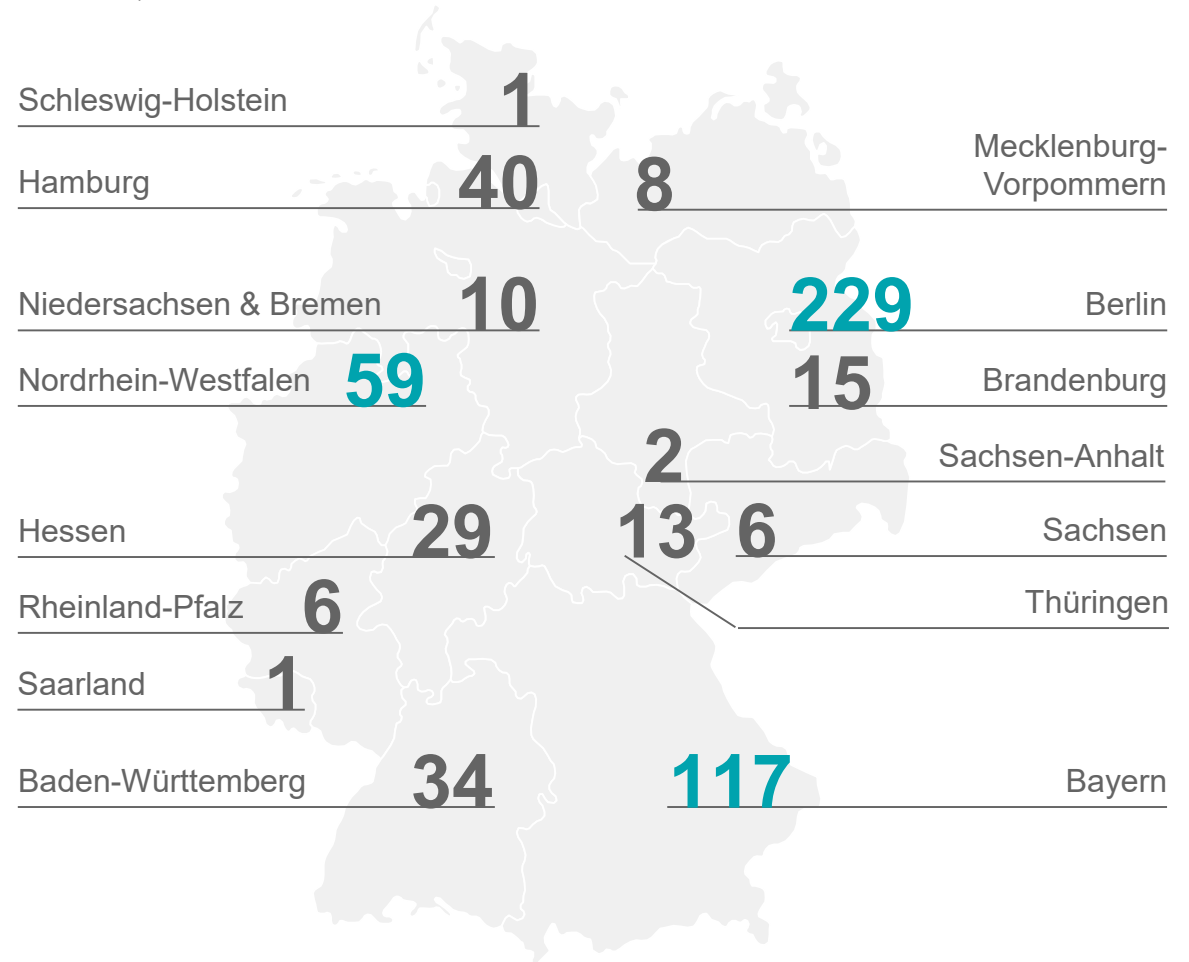 Schleswig-Holstein 1
Hamburg 40
8 Mecklenburg-
Vorpommern
Niedersachsen & Bremen 10
229 Berlin
Nordrhein-Westfalen 59
15 Brandenburg
2 Sachsen-Anhalt
Hessen 29
13
6 Sachsen
Thüringen
Rheinland-Pfalz 6
Saarland 1
Baden-Württemberg 34
117 Bayern